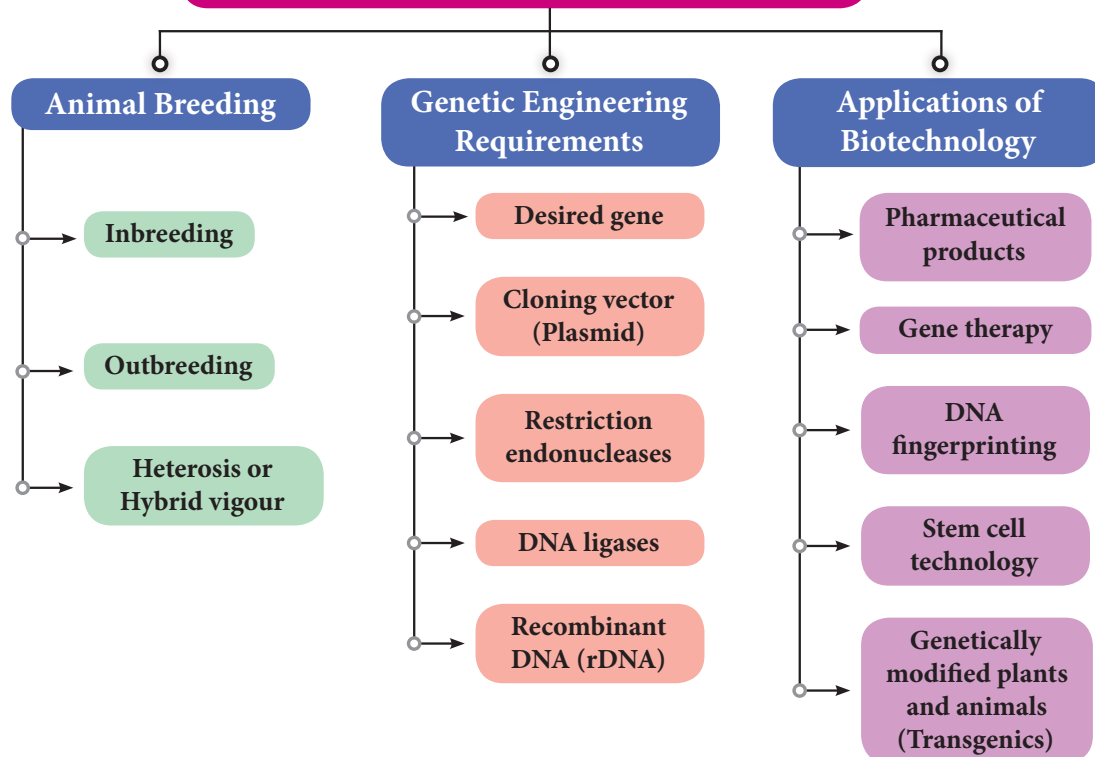 Animal Breeding
Inbreeding
Outbreeding
Heterosis or
Hybrid vigour
Genetic Engineering
Requirements
Desired gene
Cloning vector
(Plasmid)
Restriction
endonucleases
DNA ligases
Recombinant
DNA (rDNA)
Applications of
Biotechnology
Pharmaceutical
products
Gene therapy
DNA
fingerprinting
Stem cell
technology
Genetically
modified plants
and animals
(Transgenics)